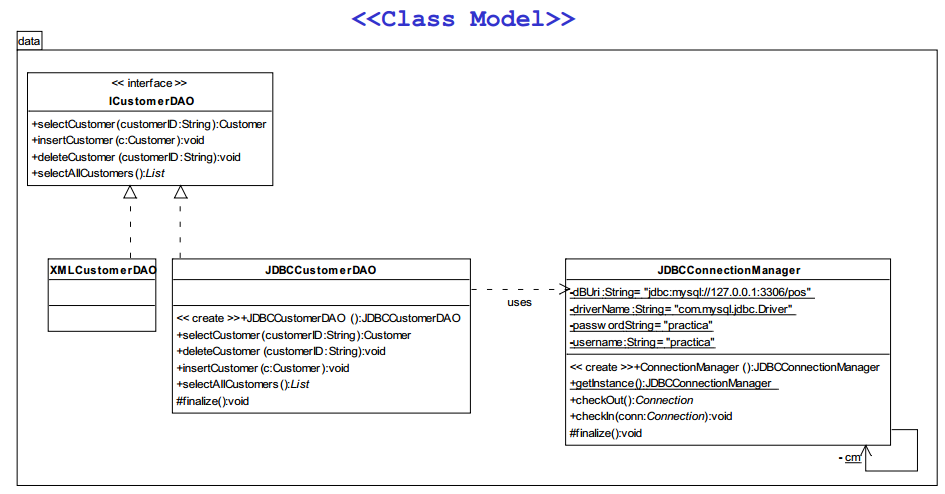 <<Class Model>>
data
<< interface >>
ICustomerDAO
+selectCustomer(customerID:String):Customer
+insertCustomer(c:Customer):void
+deleteCustomer(customerID:String):void
+selectAllCustomers():List
XMLCustomerDAO
JDBCCustomerDAO
<< create >>+JDBCCustomerDAO():JDBCCustomerDAO
+selectCustomer(customerID:String):Customer
+deleteCustomer(customerID:String):void
+insertCustomer(c:Customer):void
+selectAllCustomers():List
#finalize():void
uses
JDBCConnectionManager
-dBUri:String= "jdbc:mysql://127.0.0.1:3306/pos"
-driverName:String= "com.mysql.jdbc.Driver"
-passwordString= "practica"
-username:String= "practica"
<< create >>+ConnectionManager():JDBCConnectionManager
+getInstance():JDBCConnectionManager
+checkOut():Connection
+checkIn(conn:Connection):void
#finalize():void
- cm